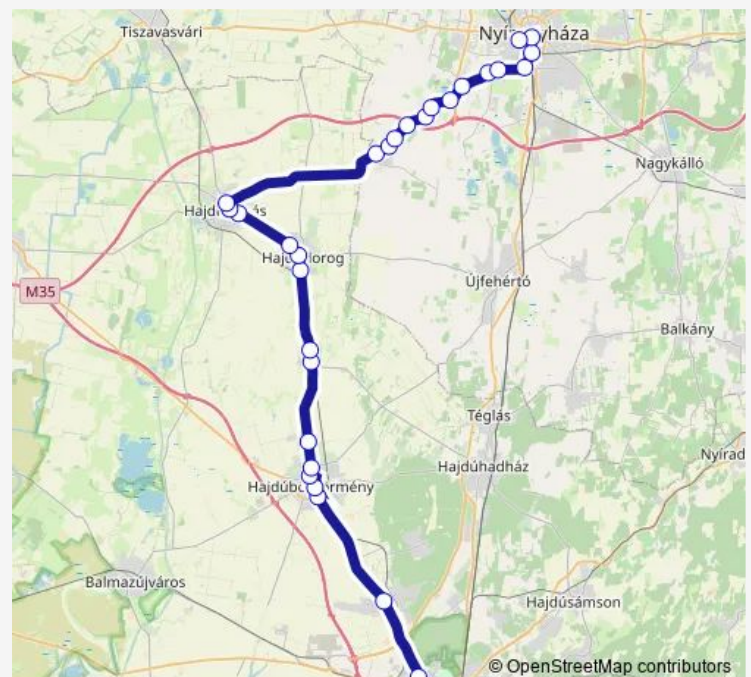 Tiszavasvári
Nagykálló
Újfehértó
M35
Balkány
Téglás
Nyírad
Hajdúhadház
Balmazújváros
Hajdúsámson
© OpenStreetMap contributors